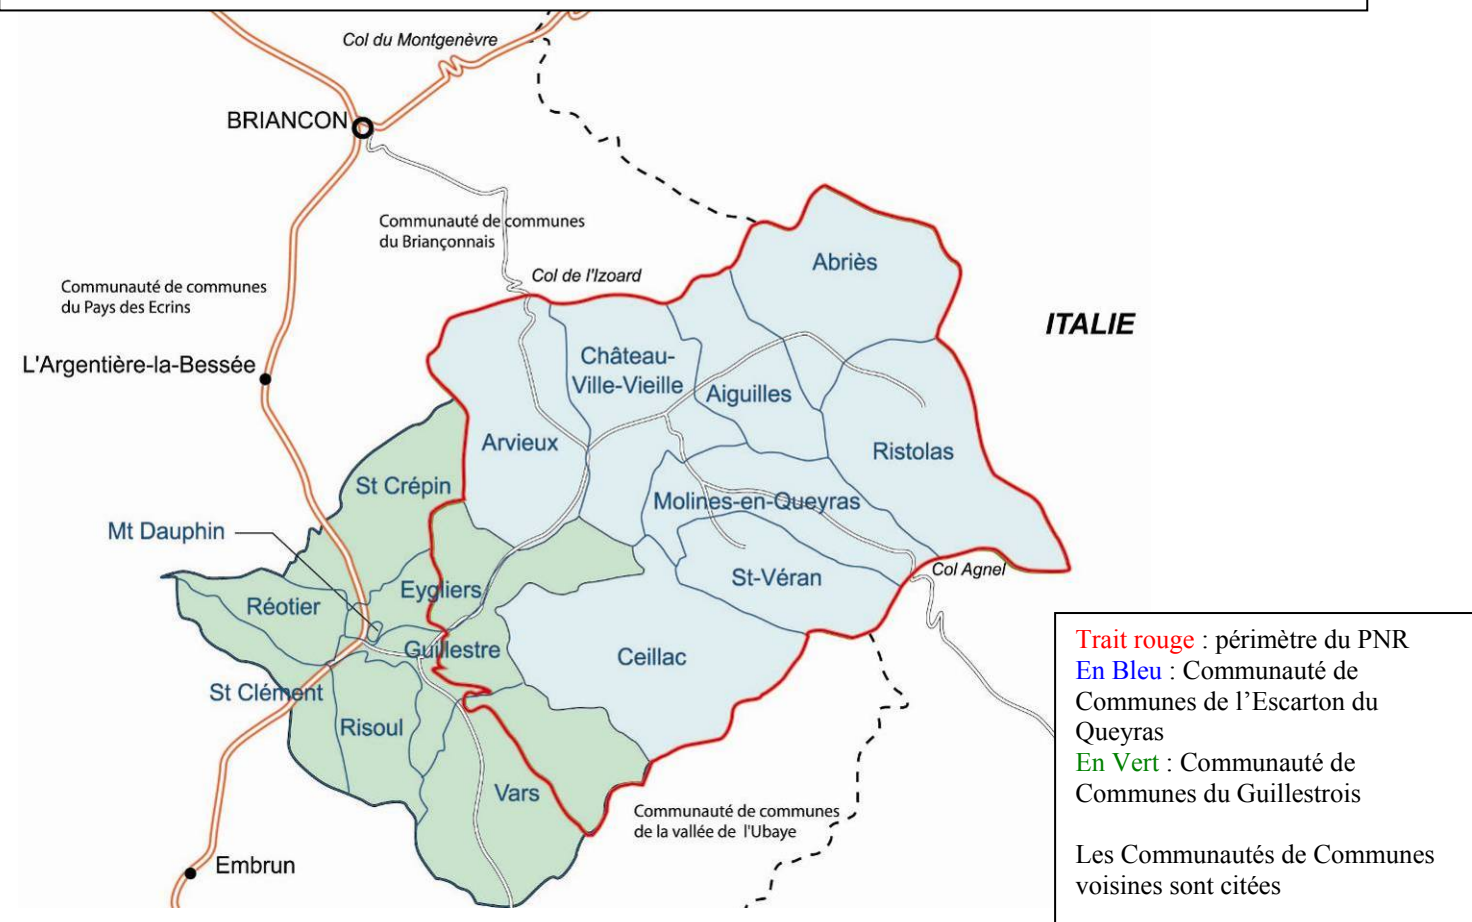 Col du Montgenèvre
BRIANCON
Communauté de communes
du Briançonnais
Col de l'Izoard
Communauté de communes
du Pays des Ecrins
Abriès
ITALIE
L'Argentière-la-Bessée
Château-
Ville-Vieille
Aiguilles
Arvieux
Ristolas
St Crépin
Molines-en-Queyras
Mt Dauphin
St-Véran
Col Agnel
Eygliers
Réotier
Guillestre
Ceillac
St Clément
Risoul
Vars
Communauté de communes
de la vallée de l'Ubaye
Embrun
Trait rouge : périmètre du PNR
En Bleu : Communauté de
Communes de l’Escarton du
Queyras
En Vert : Communauté de
Communes du Guillestrois
Les Communautés de Communes
voisines sont citées